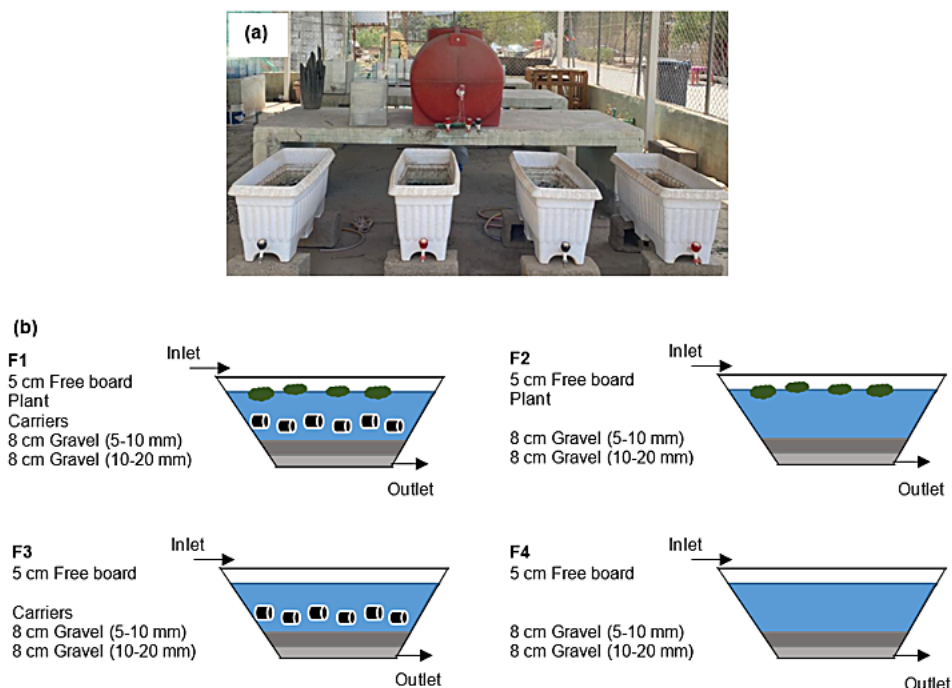 (a)
(b)
F1
Inlet
5 cm Free board
Plant
Carriers
8 cm Gravel (5-10 mm)
8 cm Gravel (10-20 mm)
Outlet
F2
Inlet
5 cm Free board
Plant
8 cm Gravel (5-10 mm)
8 cm Gravel (10-20 mm)
Outlet
F3
Inlet
5 cm Free board
Carriers
8 cm Gravel (5-10 mm)
8 cm Gravel (10-20 mm)
Outlet
F4
Inlet
5 cm Free board
8 cm Gravel (5-10 mm)
8 cm Gravel (10-20 mm)
Outlet